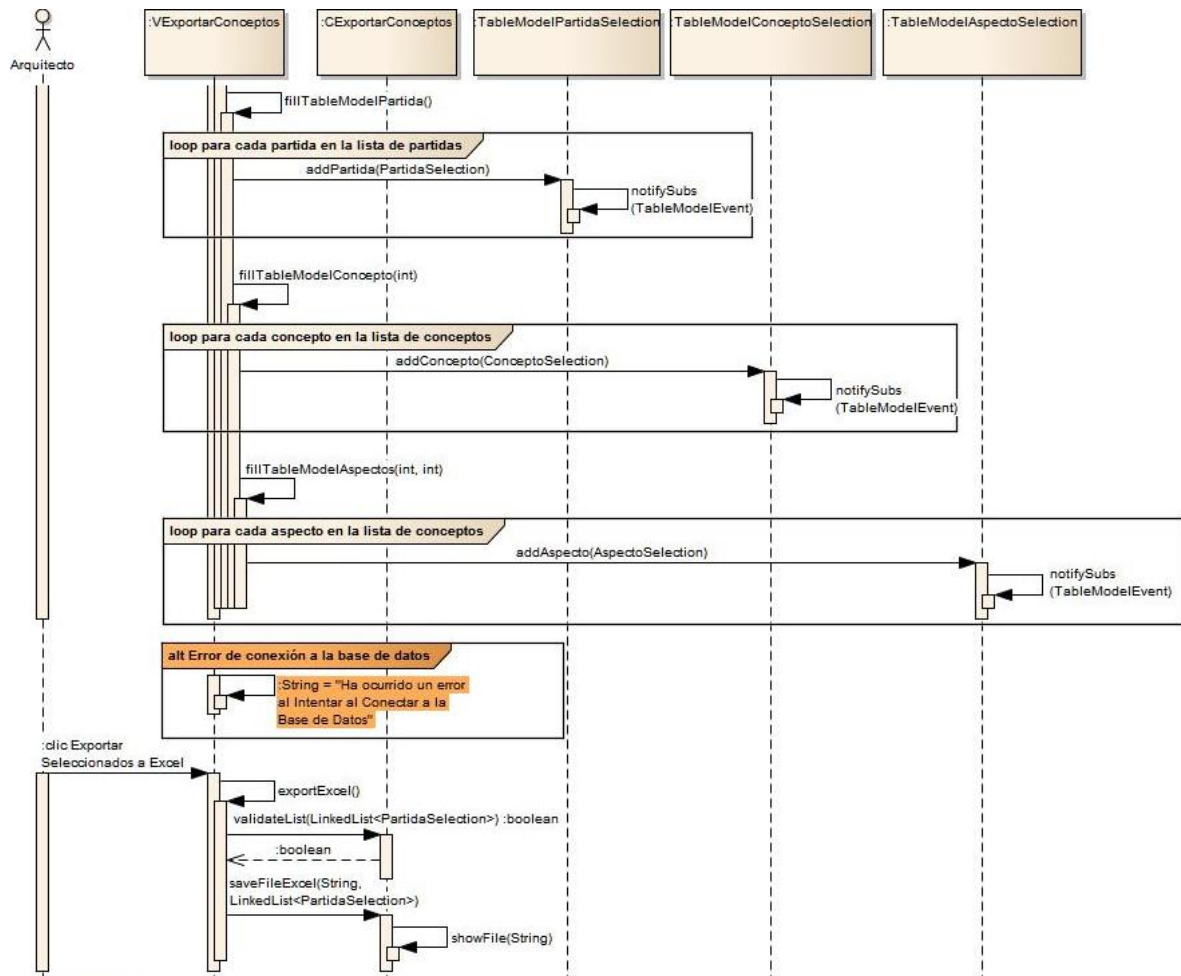 Arquitecto
:VExportarConceptos
:CExportarConceptos
:TableModelPartidaSelection
:TableModelConceptoSelection
:TableModelAspectoSelection
fillTableModelPartida()
loop para cada partida en la lista de partidas
addPartida(PartidaSelection)
notifySubs
(TableModelEvent)
fillTableModelConcepto(int)
loop para cada concepto en la lista de conceptos
addConcepto(ConceptoSelection)
notifySubs
(TableModelEvent)
fillTableModelAspectos(int, int)
loop para cada aspecto en la lista de conceptos
addAspecto(AspectoSelection)
notifySubs
(TableModelEvent)
alt Error de conexión a la base de datos
:String = "Ha ocurrido un error
al Intentar al Conectar a la
Base de Datos"
:clic Exportar
Seleccionados a Excel
exportExcel()
validateList(LinkedList<PartidaSelection>) :boolean
:boolean
saveFileExcel(String,
LinkedList<PartidaSelection>)
showFile(String)